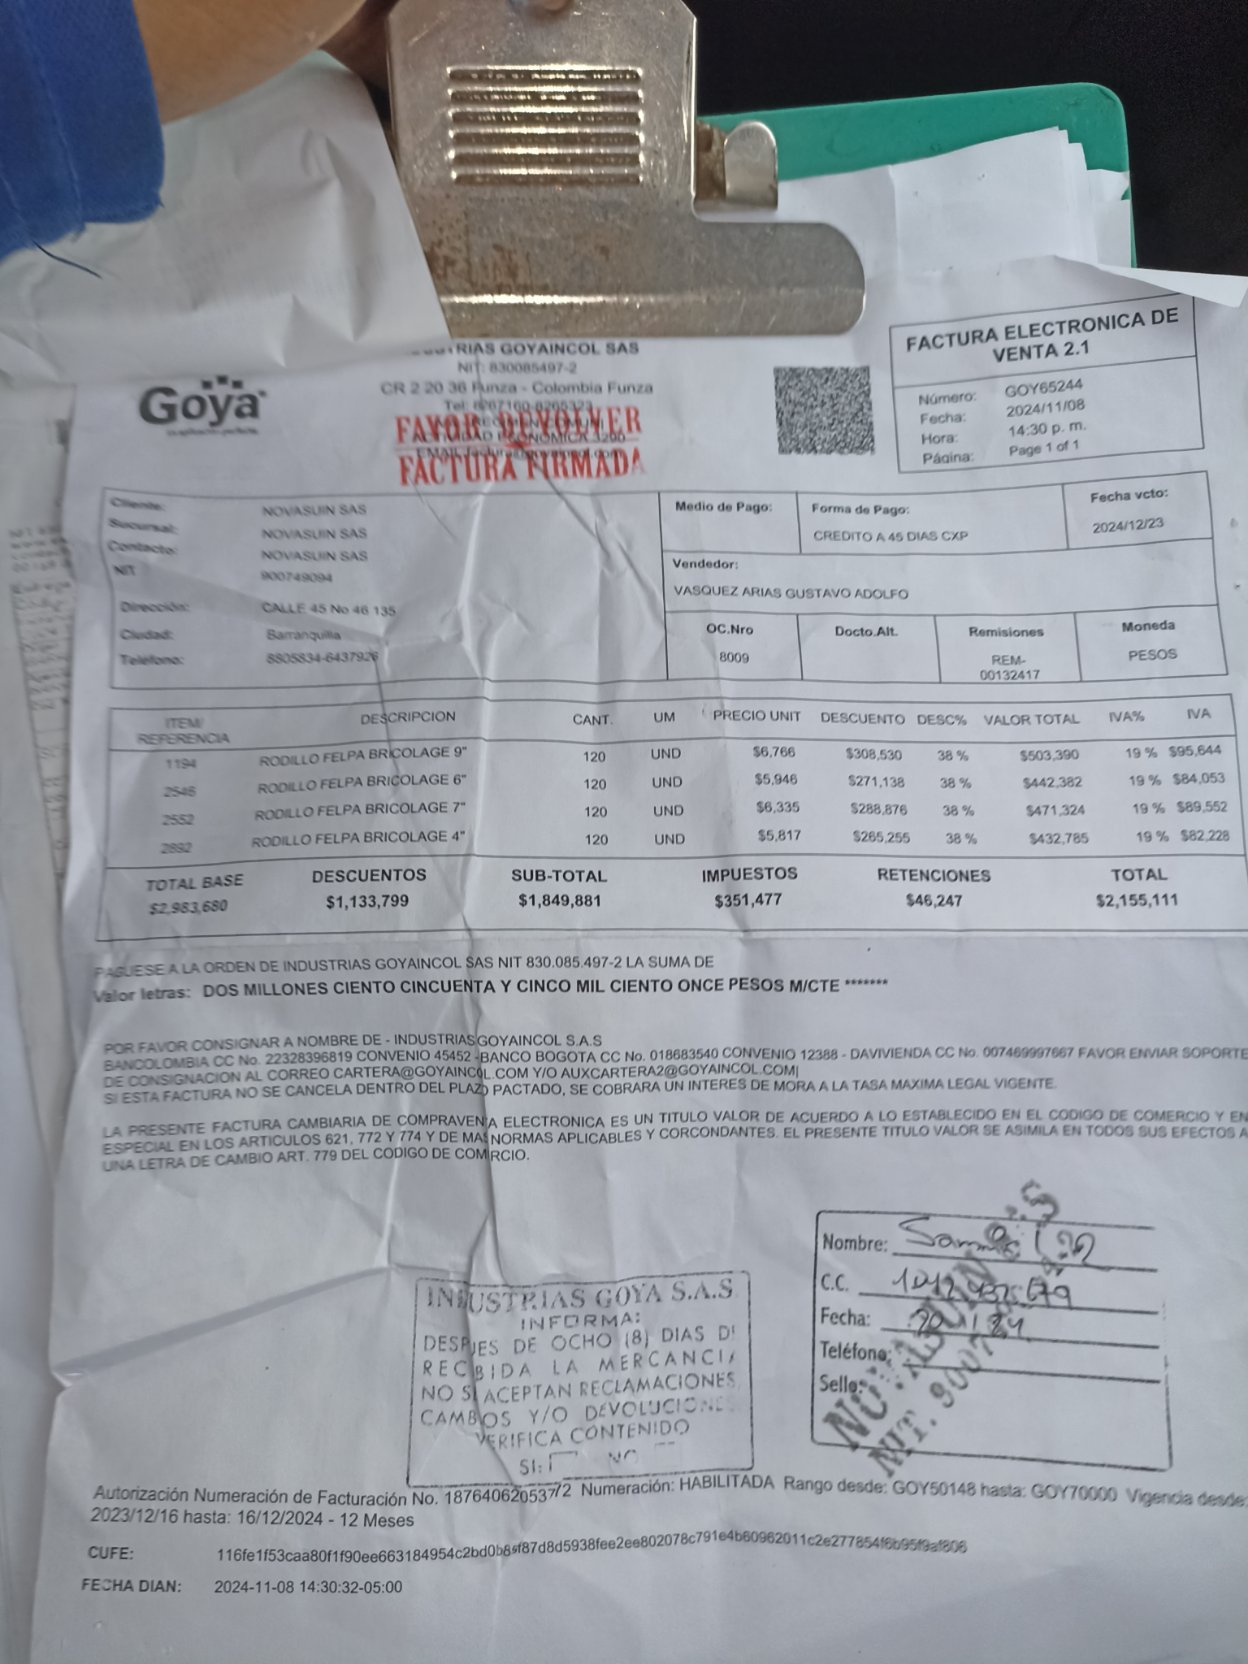 RIAS GOYAINCOL SAS
NIT: 830085497-2
CR 2 20 36 Funza - Colombia Funza
Tel: 8267160-8265323
ACTIVIDAD ECONOMICA 3290
FAVOR DEVOLVER
FACTURA FIRMADA
Goya
FACTURA ELECTRONICA DE
VENTA 2.1
Número: GOY65244
Fecha: 2024/11/08
Hora: 14:30 p. m.
Página: Page 1 of 1
Cliente: NOVASUIN SAS
Sucursal: NOVASUIN SAS
Contacto: NOVASUIN SAS
NIT 900749094
Dirección: CALLE 45 No 46 135
Ciudad: Barranquilla
Teléfono: 8805834-6437926
Medio de Pago: Forma de Pago: Fecha vcto:
CREDITO A 45 DIAS CXP 2024/12/23
Vendedor:
VASQUEZ ARIAS GUSTAVO ADOLFO
OC.Nro Docto.Alt. Remisiones Moneda
8009 REM- PESOS
00132417
ITEM/ DESCRIPCION CANT. UM PRECIO UNIT DESCUENTO DESC% VALOR TOTAL IVA% IVA
REFERENCIA
1194 RODILLO FELPA BRICOLAGE 9" 120 UND $6,766 $308,530 38 % $503,390 19 % $95,644
2546 RODILLO FELPA BRICOLAGE 6" 120 UND $5,946 $271,138 38 % $442,382 19 % $84,053
2552 RODILLO FELPA BRICOLAGE 7" 120 UND $6,335 $288,876 38 % $471,324 19 % $89,552
2882 RODILLO FELPA BRICOLAGE 4" 120 UND $5,817 $265,255 38 % $432,785 19 % $82,228
TOTAL BASE DESCUENTOS SUB-TOTAL IMPUESTOS RETENCIONES TOTAL
$2,983,680 $1,133,799 $1,849,881 $351,477 $46,247 $2,155,111
PAGUESE A LA ORDEN DE INDUSTRIAS GOYAINCOL SAS NIT 830.085.497-2 LA SUMA DE
Valor letras: DOS MILLONES CIENTO CINCUENTA Y CINCO MIL CIENTO ONCE PESOS M/CTE *******
POR FAVOR CONSIGNAR A NOMBRE DE - INDUSTRIAS GOYAINCOL S.A.S
BANCOLOMBIA CC No. 22328396819 CONVENIO 45452 -BANCO BOGOTA CC No. 018683540 CONVENIO 12388 - DAVIVIENDA CC No. 007469997667 FAVOR ENVIAR SOPORTE
DE CONSIGNACION AL CORREO CARTERA@GOYAINCOL.COM Y/O AUXCARTERA2@GOYAINCOL.COM|
SI ESTA FACTURA NO SE CANCELA DENTRO DEL PLAZO PACTADO, SE COBRARA UN INTERES DE MORA A LA TASA MAXIMA LEGAL VIGENTE.
LA PRESENTE FACTURA CAMBIARIA DE COMPRAVENTA ELECTRONICA ES UN TITULO VALOR DE ACUERDO A LO ESTABLECIDO EN EL CODIGO DE COMERCIO Y EN
ESPECIAL EN LOS ARTICULOS 621, 772 Y 774 Y DE MAS NORMAS APLICABLES Y CORCONDANTES. EL PRESENTE TITULO VALOR SE ASIMILA EN TODOS SUS EFECTOS A
UNA LETRA DE CAMBIO ART. 779 DEL CODIGO DE COMERCIO.
INDUSTRIAS GOYA S.A.S
INFORMA:
DESPUES DE OCHO (8) DIAS D
RECIBIDA LA MERCANCIA
NO SE ACEPTAN RECLAMACIONES
CAMBIOS Y/O DEVOLUCIONES
VERIFICA CONTENIDO
SI: NO
Nombre:
C.C.
Fecha:
Teléfono:
Sello:
NIT. 9007
Autorización Numeración de Facturación No. 18764062053772 Numeración: HABILITADA Rango desde: GOY50148 hasta: GOY70000 Vigencia desde:
2023/12/16 hasta: 16/12/2024 - 12 Meses
CUFE:
FECHA DIAN: 2024-11-08 14:30:32-05:00